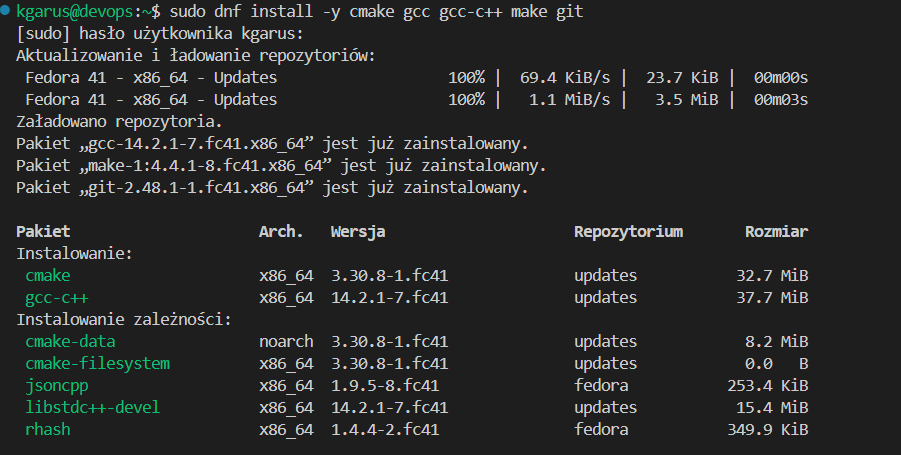 kgarus@devops:~$ sudo dnf install -y cmake gcc gcc-c++ make git
[sudo] hasło użytkownika kgarus:
Aktualizowanie i ładowanie repozytoriów:
Fedora 41 - x86_64 - Updates 100% | 69.4 KiB/s | 23.7 KiB | 00m00s
Fedora 41 - x86_64 - Updates 100% | 1.1 MiB/s | 3.5 MiB | 00m03s
Załadowano repozytoria.
Pakiet „gcc-14.2.1-7.fc41.x86_64” jest już zainstalowany.
Pakiet „make-1:4.4.1-8.fc41.x86_64” jest już zainstalowany.
Pakiet „git-2.48.1-1.fc41.x86_64” jest już zainstalowany.
Pakiet Arch. Wersja Repozytorium Rozmiar
Instalowanie:
cmake x86_64 3.30.8-1.fc41 updates 32.7 MiB
gcc-c++ x86_64 14.2.1-7.fc41 updates 37.7 MiB
Instalowanie zależności:
cmake-data noarch 3.30.8-1.fc41 updates 8.2 MiB
cmake-filesystem x86_64 3.30.8-1.fc41 updates 0.0 B
jsoncpp x86_64 1.9.5-8.fc41 fedora 253.4 KiB
libstdc++-devel x86_64 14.2.1-7.fc41 updates 15.4 MiB
rhash x86_64 1.4.4-2.fc41 fedora 349.9 KiB